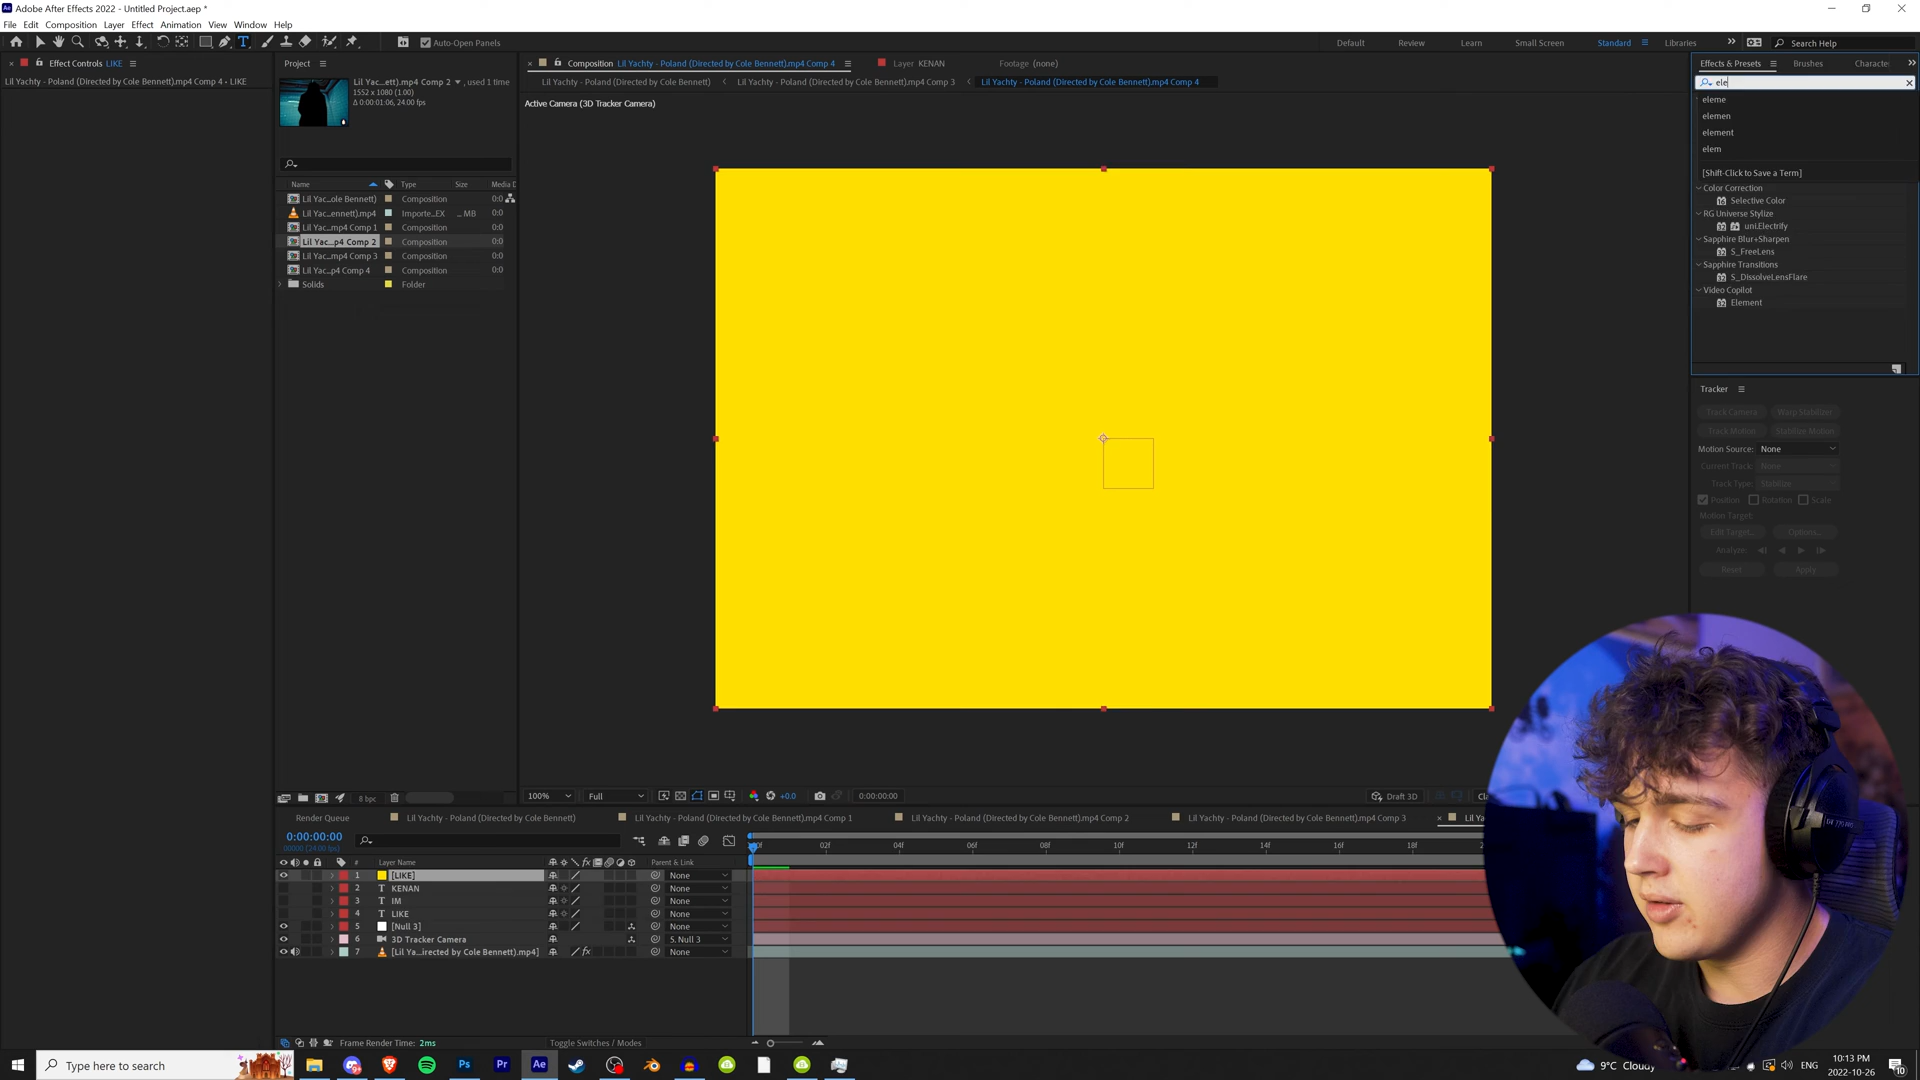 Adobe After Effects 2022 - Untitled Project.aep *
File Edit Composition Layer Effect Animation View Window Help
Auto-Open Panels
Default Review Learn Small Screen Standard Libraries Search Help
Effect Controls LIKE
Lil Yachty - Poland (Directed by Cole Bennett).mp4 Comp 4 • LIKE
Project
Lil Yac...ett).mp4 Comp 2 , used 1 time
1552 x 1080 (1.00)
Δ 0:00:01:06, 24.00 fps
Name Type Size Media D
Lil Yac...ole Bennett) Composition 0:0
Lil Yac...ennett).mp4 Importe...EX ... MB 0:0
Lil Yac...mp4 Comp 1 Composition 0:0
Lil Yac...p4 Comp 2 Composition 0:0
Lil Yac...mp4 Comp 3 Composition 0:0
Lil Yac...p4 Comp 4 Composition 0:0
Solids Folder
8 bpc
Composition Lil Yachty - Poland (Directed by Cole Bennett).mp4 Comp 4 Layer KENAN Footage (none)
Lil Yachty - Poland (Directed by Cole Bennett) Lil Yachty - Poland (Directed by Cole Bennett).mp4 Comp 3 Lil Yachty - Poland (Directed by Cole Bennett).mp4 Comp 4
Active Camera (3D Tracker Camera)
100% Full +0.0 0:00:00:00 Draft 3D
Effects & Presets Brushes Characte
ele
eleme
elemen
element
elem
[Shift-Click to Save a Term]
Color Correction
Selective Color
RG Universe Stylize
uni.Electrify
Sapphire Blur+Sharpen
S_FreeLens
Sapphire Transitions
S_DissolveLensFlare
Video Copilot
Element
Tracker
Track Camera Warp Stabilizer
Track Motion Stabilize Motion
Motion Source: None
Current Track: None
Track Type: Stabilize
Position Rotation Scale
Motion Target:
Edit Target... Options...
Analyze:
Reset Apply
Render Queue Lil Yachty - Poland (Directed by Cole Bennett) Lil Yachty - Poland (Directed by Cole Bennett).mp4 Comp 1 Lil Yachty - Poland (Directed by Cole Bennett).mp4 Comp 2 Lil Yachty - Poland (Directed by Cole Bennett).mp4 Comp 3 Lil Ya
0:00:00:00
00000 (24.00 fps)
# Layer Name Parent & Link
02f 04f 06f 08f 10f 12f 14f 16f 18f
1 [LIKE] None
2 KENAN None
3 IM None
4 LIKE None
5 [Null 3] None
6 3D Tracker Camera 5. Null 3
7 [Lil Ya...irected by Cole Bennett).mp4] None
Frame Render Time: 2ms Toggle Switches / Modes
Type here to search
9°C Cloudy ENG 10:13 PM
2022-10-26